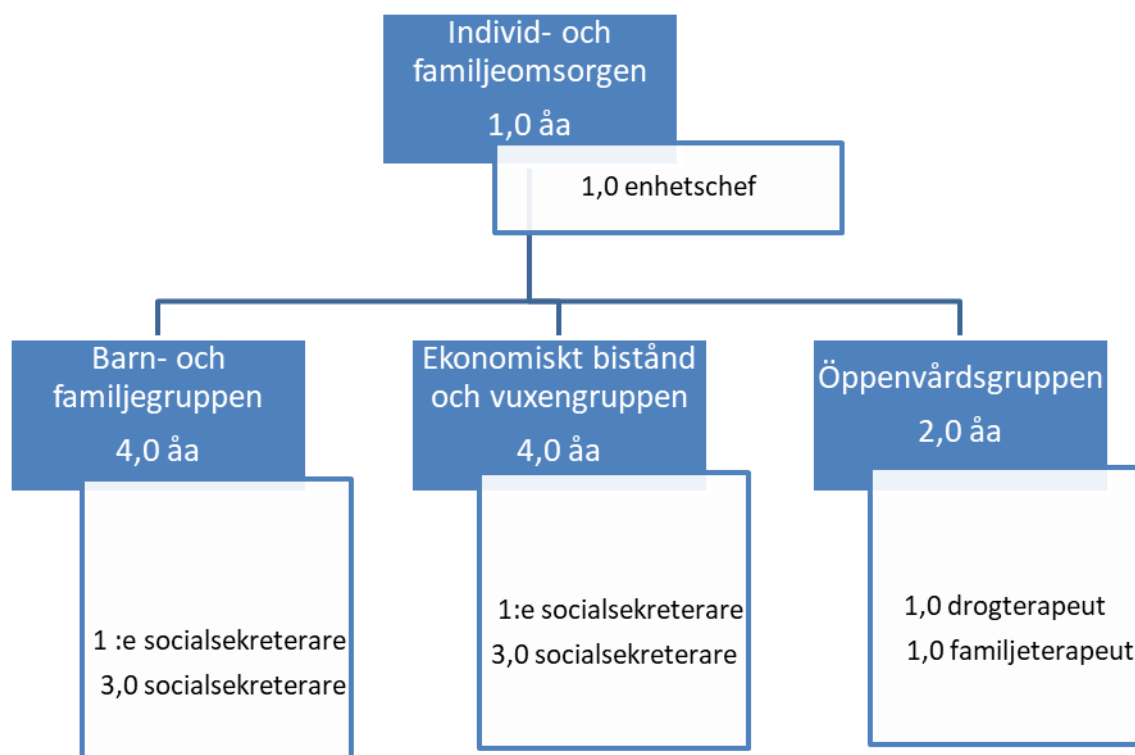 Individ- och
familjeomsorgen
1,0 åa
1,0 enhetschef
Barn- och
familjegruppen
4,0 åa
1 :e socialsekreterare
3,0 socialsekreterare
Ekonomiskt bistånd
och vuxengruppen
4,0 åa
1:e socialsekreterare
3,0 socialsekreterare
Öppenvårdsgruppen
2,0 åa
1,0 drogterapeut
1,0 familjeterapeut